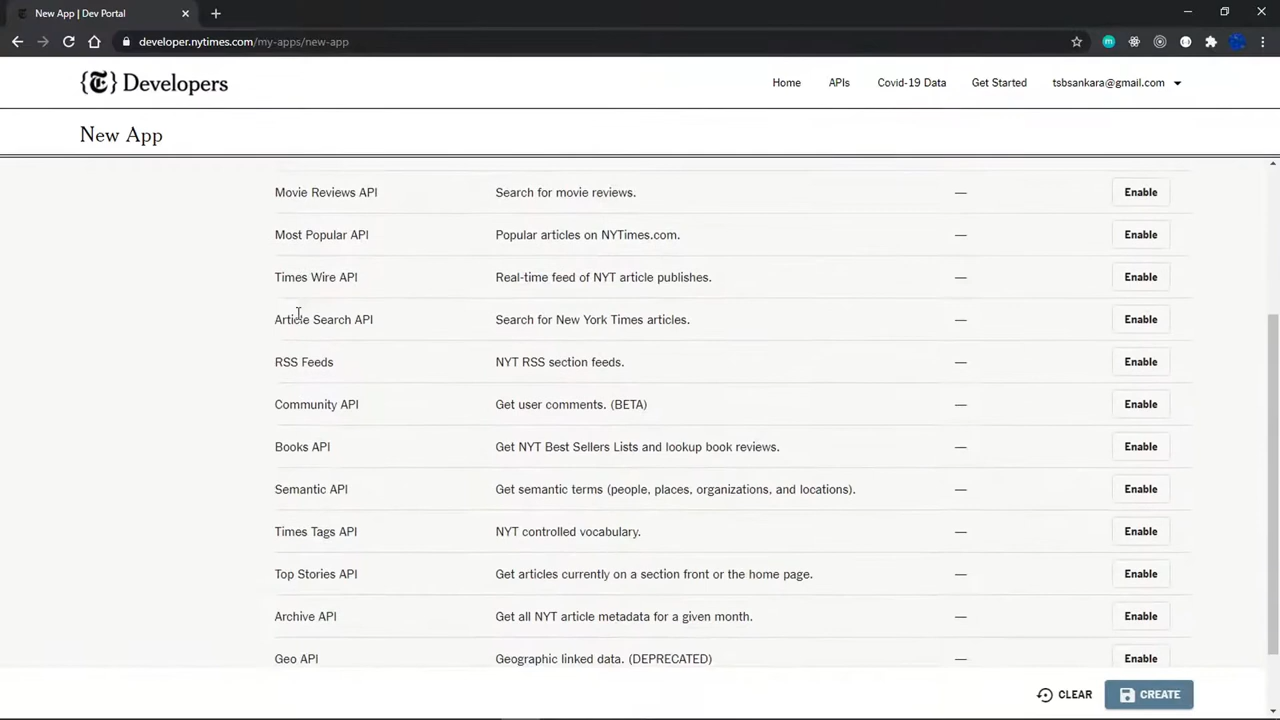 New App | Dev Portal
developer.nytimes.com/my-apps/new-app
{T} Developers
Home APIs Covid-19 Data Get Started tsbsankara@gmail.com
New App
Movie Reviews API Search for movie reviews. — Enable
Most Popular API Popular articles on NYTimes.com. — Enable
Times Wire API Real-time feed of NYT article publishes. — Enable
Article Search API Search for New York Times articles. — Enable
RSS Feeds NYT RSS section feeds. — Enable
Community API Get user comments. (BETA) — Enable
Books API Get NYT Best Sellers Lists and lookup book reviews. — Enable
Semantic API Get semantic terms (people, places, organizations, and locations). — Enable
Times Tags API NYT controlled vocabulary. — Enable
Top Stories API Get articles currently on a section front or the home page. — Enable
Archive API Get all NYT article metadata for a given month. — Enable
Geo API Geographic linked data. (DEPRECATED) — Enable
CLEAR CREATE